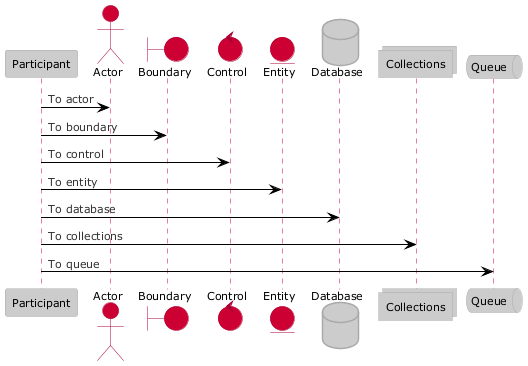 Participant
Actor
Boundary
Control
Entity
Database
Collections
Queue
To actor
To boundary
To control
To entity
To database
To collections
To queue
Participant
Actor
Boundary
Control
Entity
Database
Collections
Queue